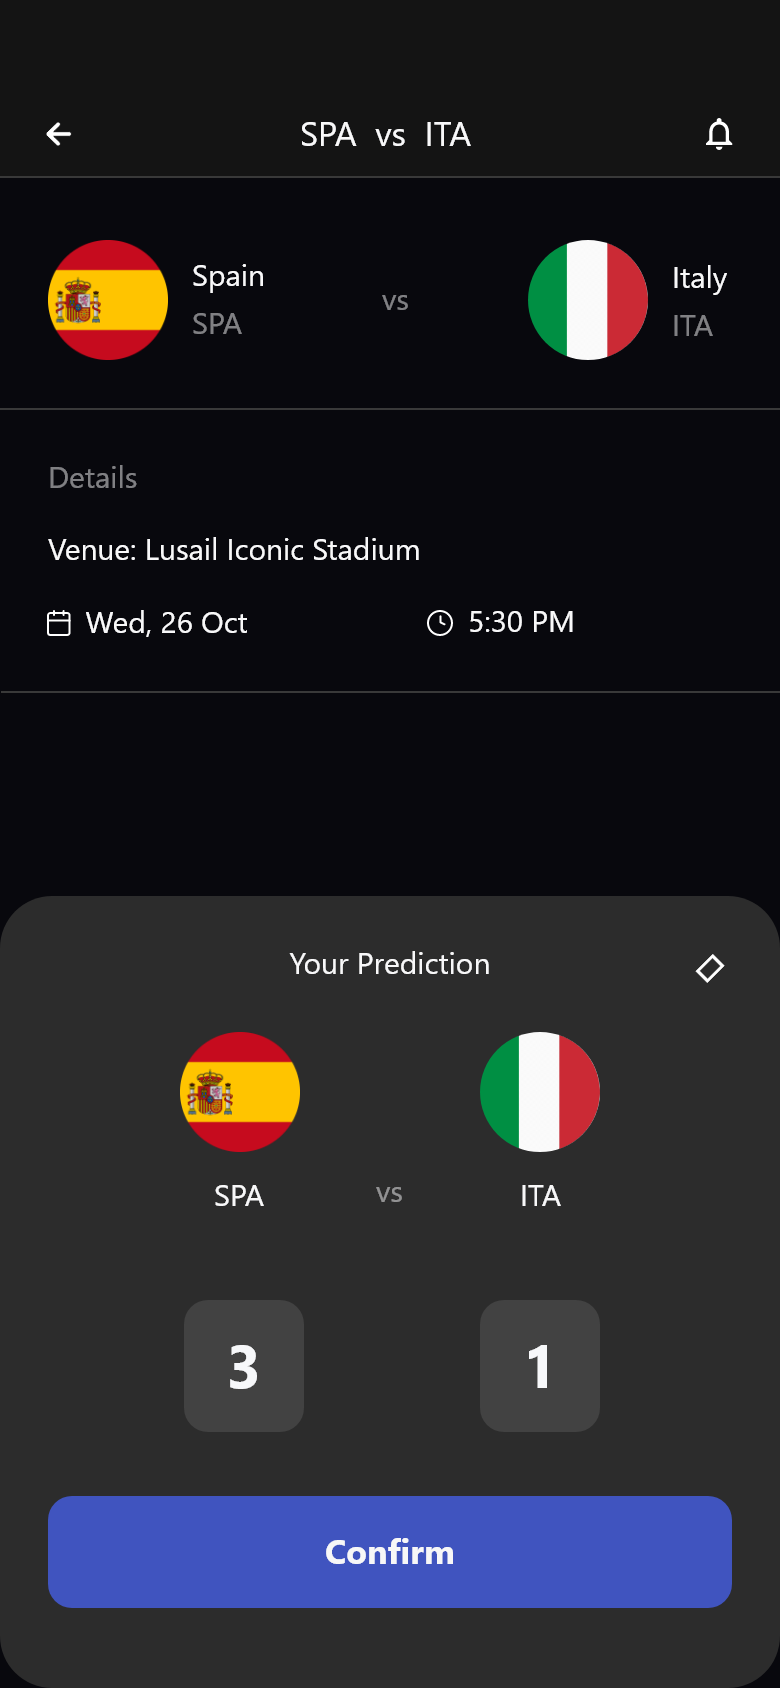 SPA vs ITA
Spain
SPA
vs
Italy
ITA
Details
Venue: Lusail Iconic Stadium
Wed, 26 Oct
5:30 PM
Your Prediction
SPA vs ITA
3 1
Confirm